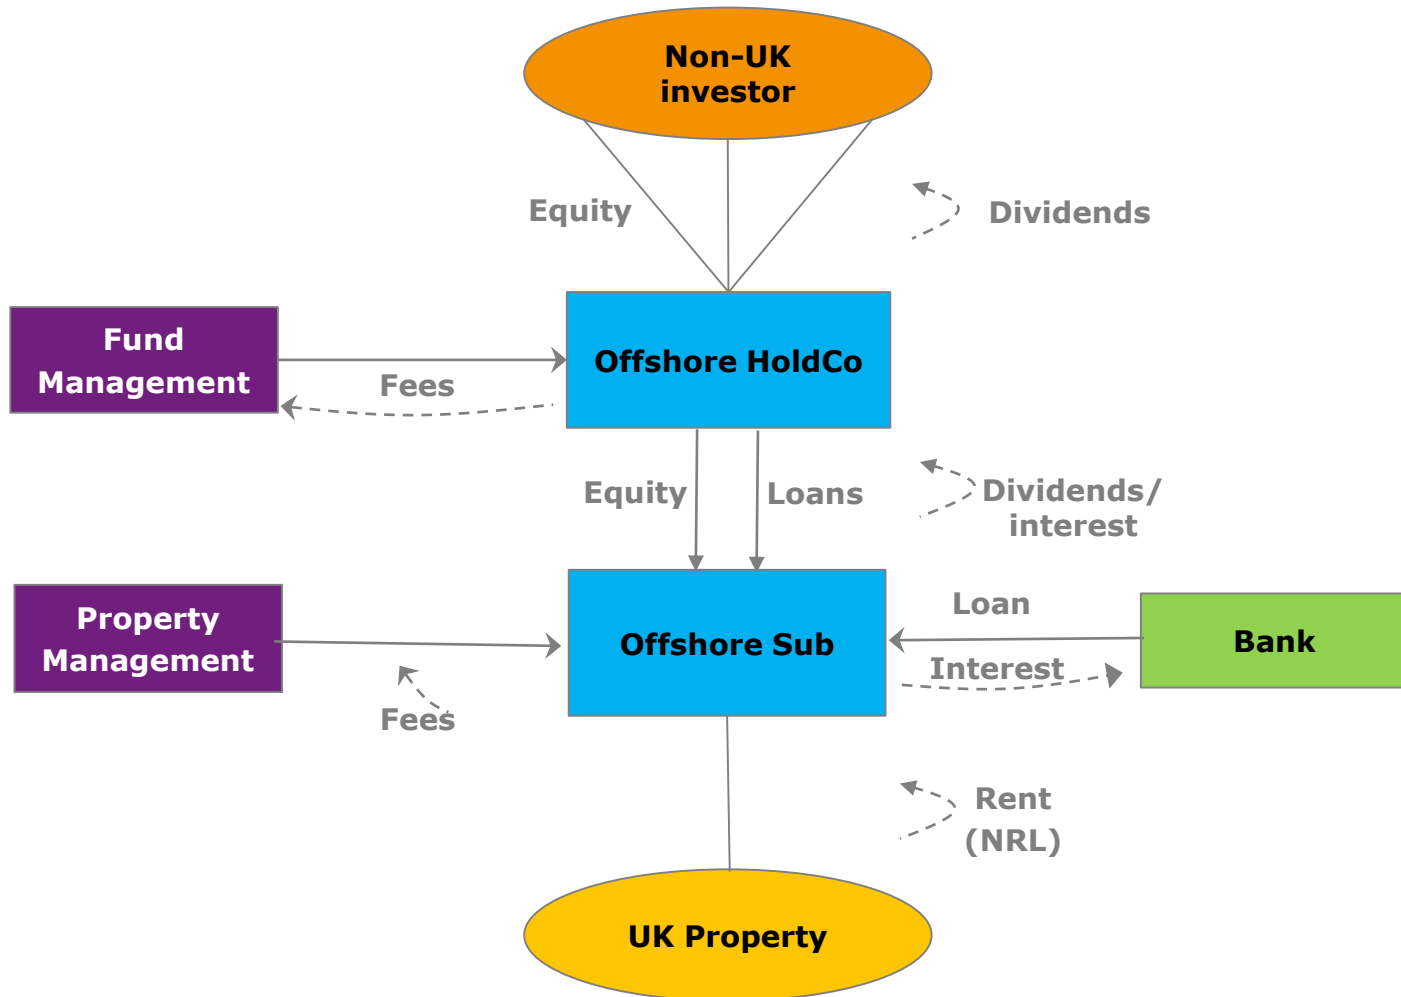 Non-UK
investor
Equity
Dividends
Fund
Management
Fees
Offshore HoldCo
Equity
Loans
Dividends/
interest
Property
Management
Fees
Offshore Sub
Loan
Interest
Bank
Rent
(NRL)
UK Property